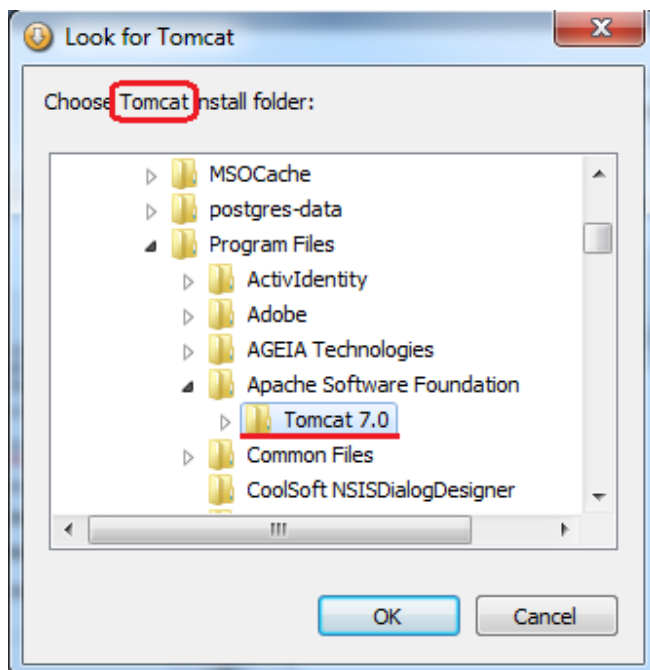 Look for Tomcat
Choose Tomcat install folder:
MSOCache
postgres-data
Program Files
ActivIdentity
Adobe
AGEIA Technologies
Apache Software Foundation
Tomcat 7.0
Common Files
CoolSoft NSISDialogDesigner
OK
Cancel